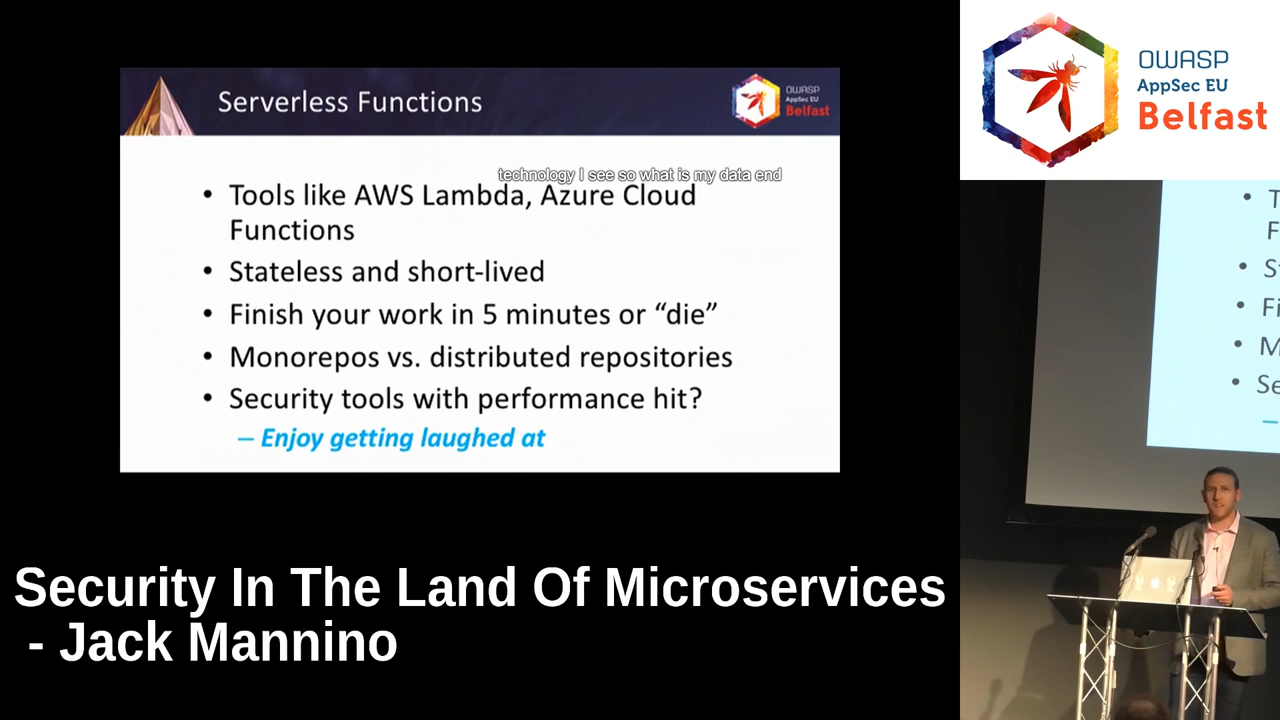 Serverless Functions
OWASP
AppSec EU
Belfast
technology I see so what is my data end
• Tools like AWS Lambda, Azure Cloud
Functions
• Stateless and short-lived
• Finish your work in 5 minutes or “die”
• Monorepos vs. distributed repositories
• Security tools with performance hit?
– Enjoy getting laughed at
Security In The Land Of Microservices
- Jack Mannino
OWASP
AppSec EU
Belfast
• T
F
• St
• Fi
• M
• Se
–